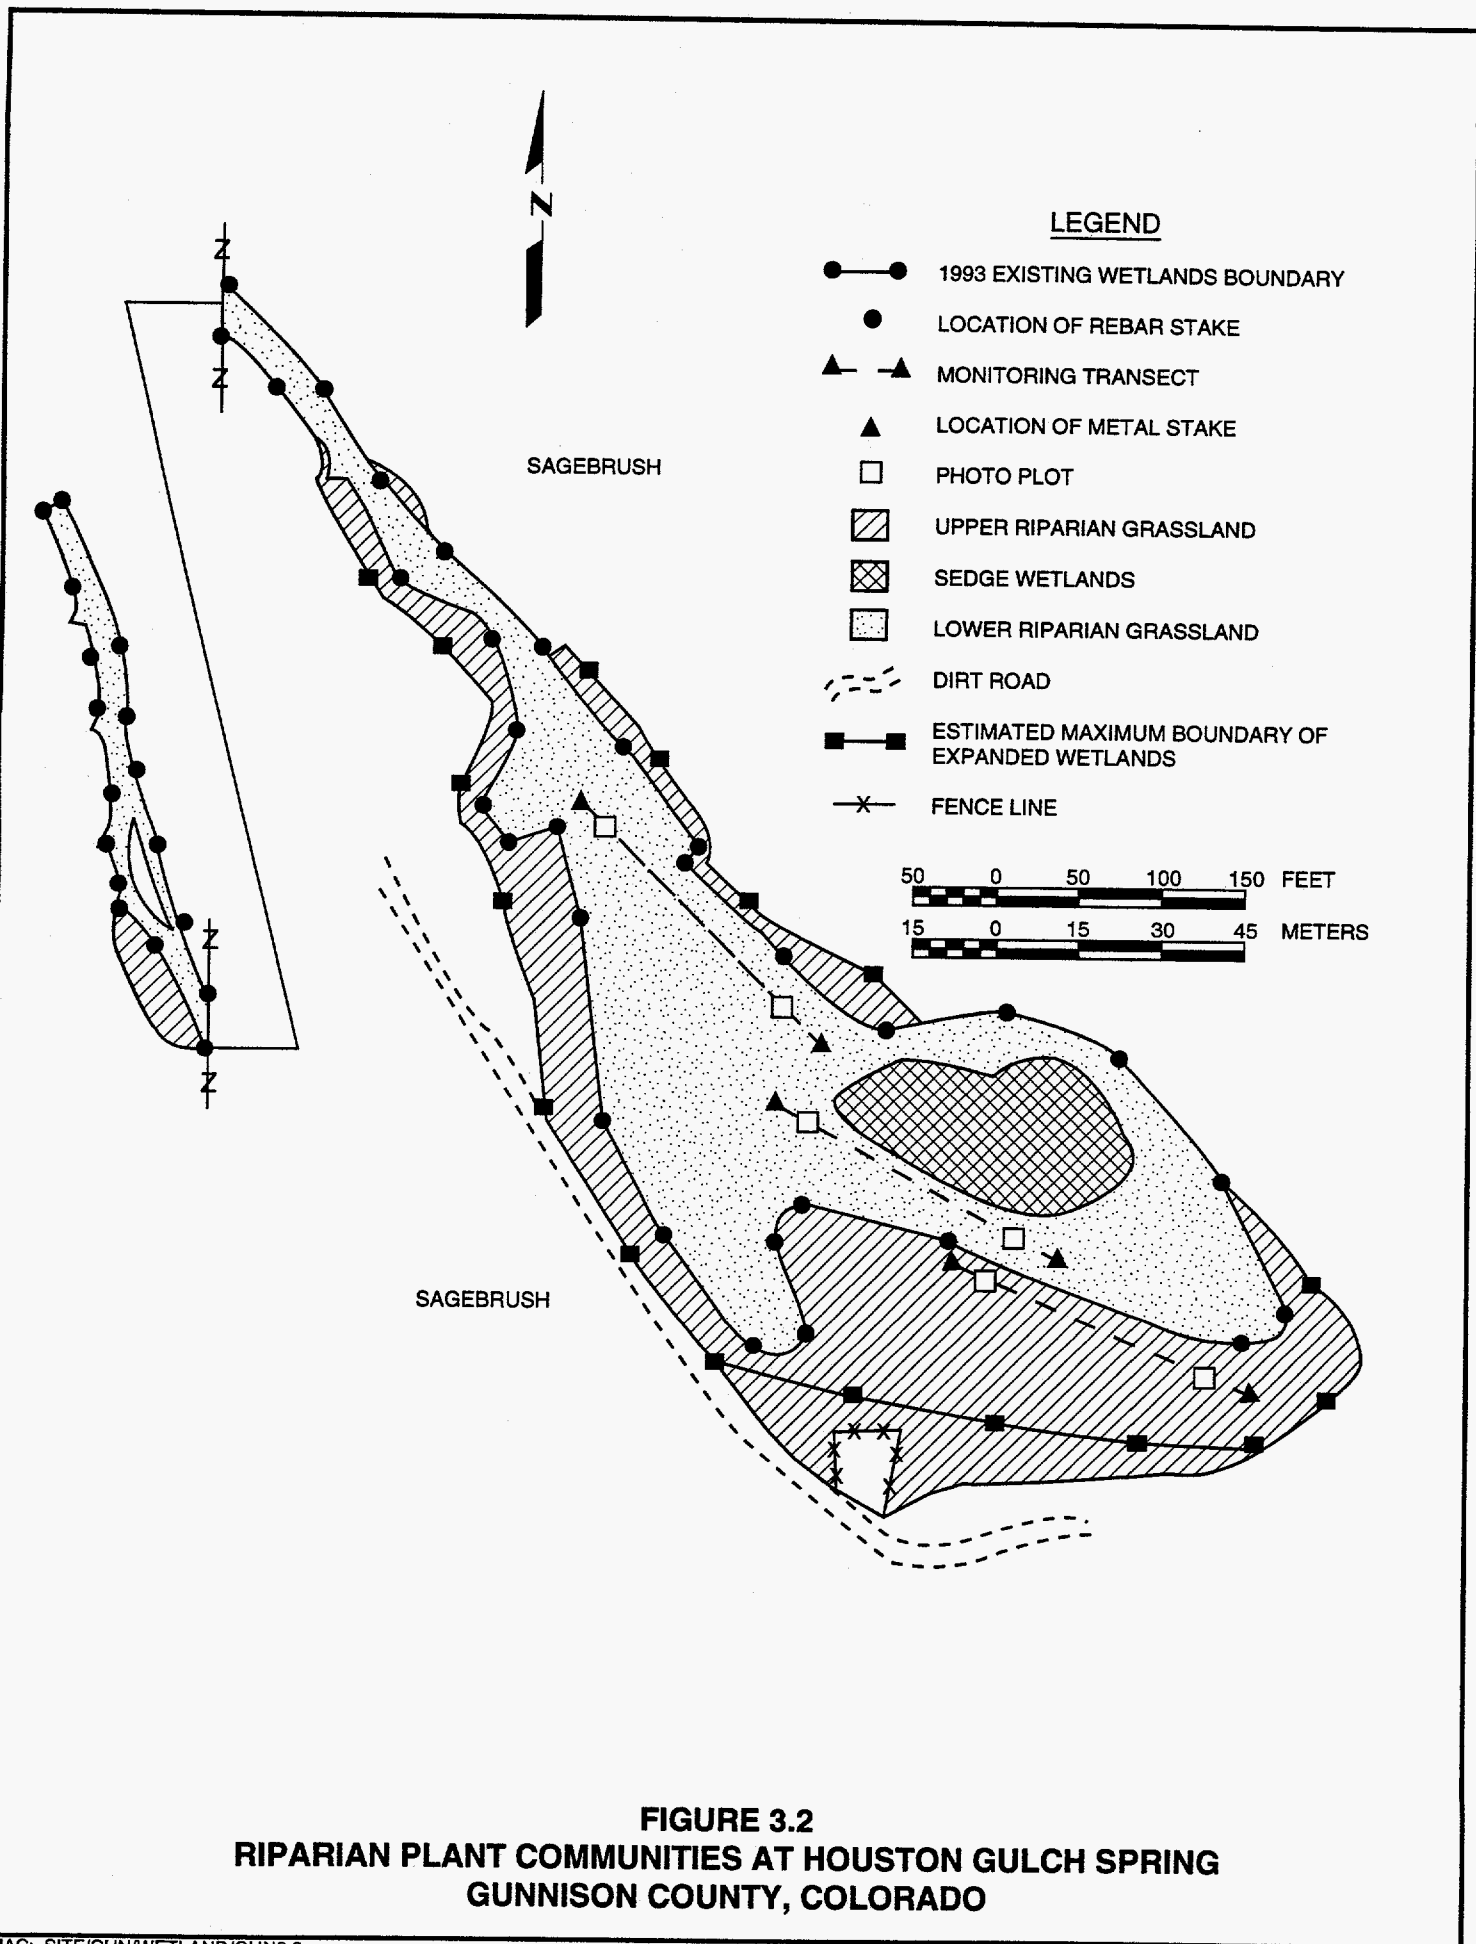 N
Z
Z
LEGEND
1993 EXISTING WETLANDS BOUNDARY
LOCATION OF REBAR STAKE
MONITORING TRANSECT
LOCATION OF METAL STAKE
PHOTO PLOT
UPPER RIPARIAN GRASSLAND
SEDGE WETLANDS
LOWER RIPARIAN GRASSLAND
DIRT ROAD
ESTIMATED MAXIMUM BOUNDARY OF
EXPANDED WETLANDS
FENCE LINE
50 0 50 100 150 FEET
15 0 15 30 45 METERS
SAGEBRUSH
Z
Z
SAGEBRUSH
FIGURE 3.2
RIPARIAN PLANT COMMUNITIES AT HOUSTON GULCH SPRING
GUNNISON COUNTY, COLORADO